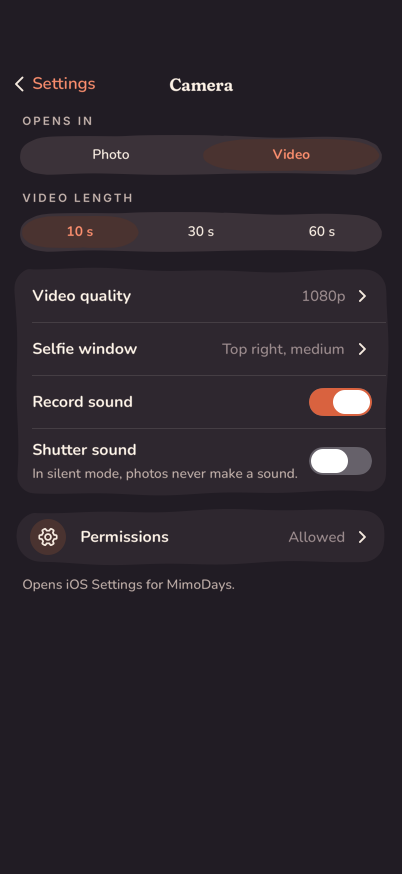 Settings
Camera
OPENS IN
Photo
Video
VIDEO LENGTH
10 s
30 s
60 s
Video quality
1080p
Selfie window
Top right, medium
Record sound
Shutter sound
In silent mode, photos never make a sound.
Permissions
Allowed
Opens iOS Settings for MimoDays.